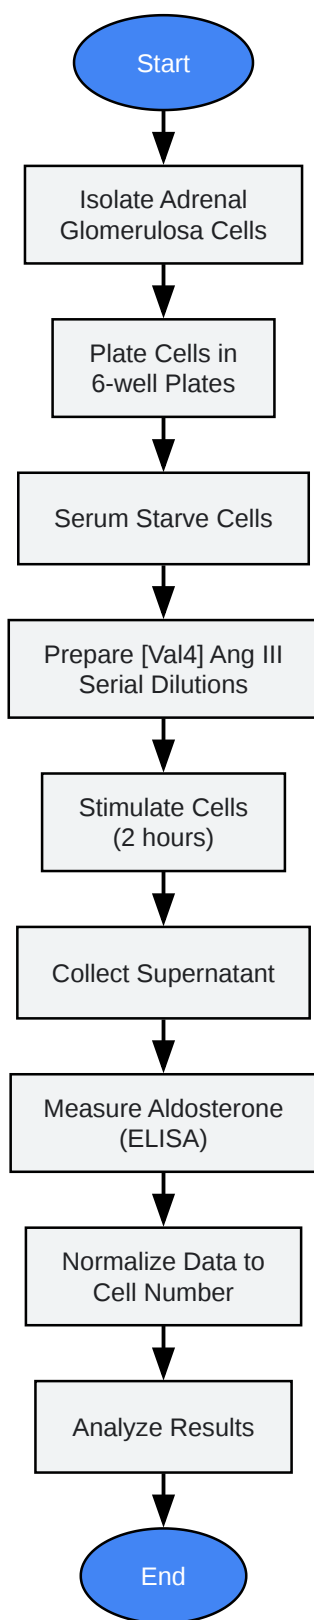 Start
Isolate Adrenal
Glomerulosa Cells
Plate Cells in
6-well Plates
Serum Starve Cells
Prepare [Val4] Ang III
Serial Dilutions
Stimulate Cells
(2 hours)
Collect Supernatant
Measure Aldosterone
(ELISA)
Normalize Data to
Cell Number
Analyze Results
End